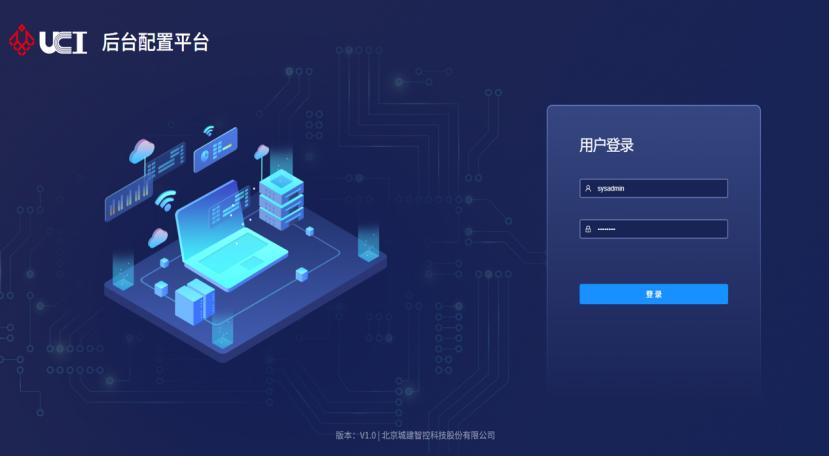 UCI 后台配置平台
用户登录
sysadmin
••••••••
登 录
版本：V1.0 | 北京城建智控科技股份有限公司